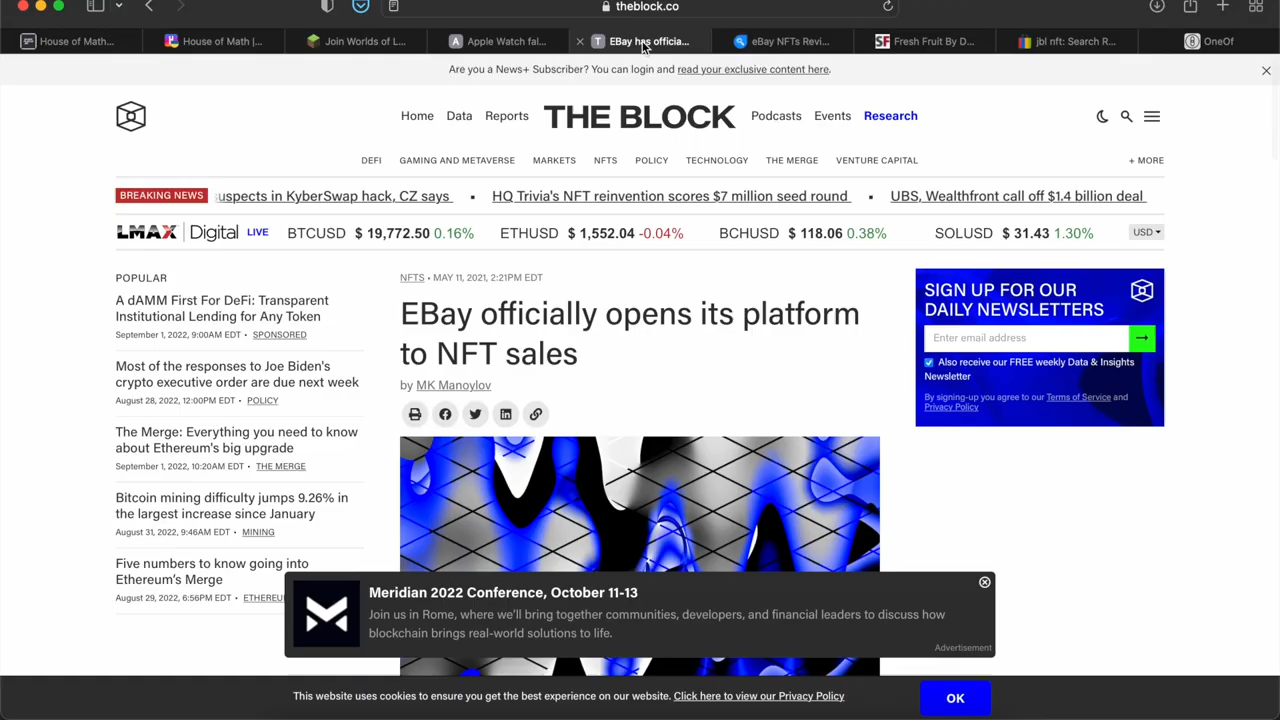 theblock.co
House of Math...
House of Math |...
Join Worlds of L...
Apple Watch fal...
EBay has officia...
eBay NFTs Revi...
Fresh Fruit By D...
jbl nft: Search R...
OneOf
Are you a News+ Subscriber? You can login and read your exclusive content here.
Home Data Reports THE BLOCK Podcasts Events Research
DEFI GAMING AND METAVERSE MARKETS NFTS POLICY TECHNOLOGY THE MERGE VENTURE CAPITAL + MORE
BREAKING NEWS suspects in KyberSwap hack, CZ says ▪ HQ Trivia's NFT reinvention scores $7 million seed round ▪ UBS, Wealthfront call off $1.4 billion deal
LMAX Digital LIVE BTCUSD $ 19,772.50 0.16% ETHUSD $ 1,552.04 -0.04% BCHUSD $ 118.06 0.38% SOLUSD $ 31.43 1.30% USD
POPULAR
A dAMM First For DeFi: Transparent
Institutional Lending for Any Token
September 1, 2022, 9:00AM EDT • SPONSORED
Most of the responses to Joe Biden's
crypto executive order are due next week
August 28, 2022, 12:00PM EDT • POLICY
The Merge: Everything you need to know
about Ethereum's big upgrade
September 1, 2022, 10:20AM EDT • THE MERGE
Bitcoin mining difficulty jumps 9.26% in
the largest increase since January
August 31, 2022, 9:46AM EDT • MINING
Five numbers to know going into
Ethereum's Merge
August 29, 2022, 6:56PM EDT • ETHEREU
NFTS • MAY 11, 2021, 2:21PM EDT
EBay officially opens its platform
to NFT sales
by MK Manoylov
SIGN UP FOR OUR
DAILY NEWSLETTERS
Enter email address
Also receive our FREE weekly Data & Insights
Newsletter
By signing-up you agree to our Terms of Service and
Privacy Policy
Meridian 2022 Conference, October 11-13
Join us in Rome, where we'll bring together communities, developers, and financial leaders to discuss how
blockchain brings real-world solutions to life.
Advertisement
This website uses cookies to ensure you get the best experience on our website. Click here to view our Privacy Policy
OK